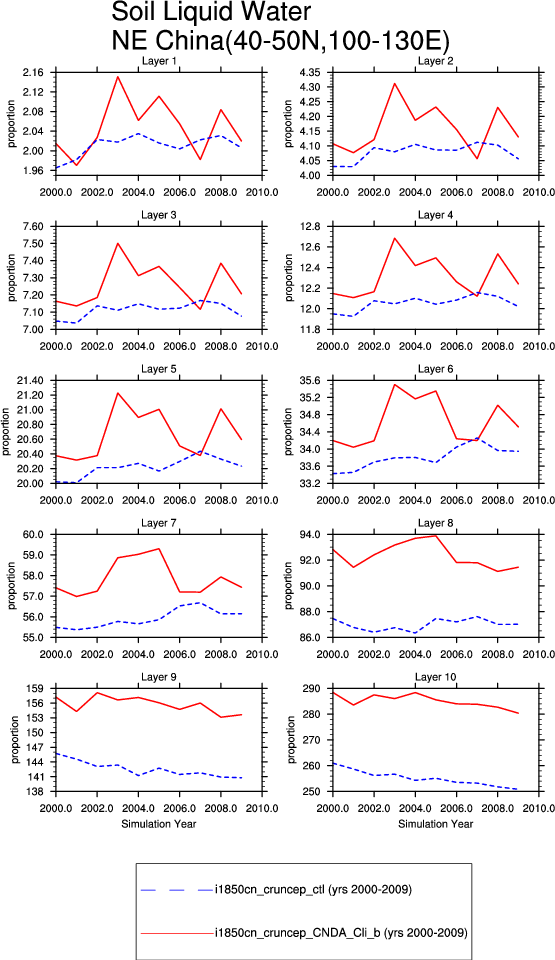 Soil Liquid Water
NE China(40-50N,100-130E)
Layer 1
Layer 2
proportion
2.16
2.12
2.08
2.04
2.00
1.96
2000.0 2002.0 2004.0 2006.0 2008.0 2010.0
proportion
4.35
4.30
4.25
4.20
4.15
4.10
4.05
4.00
2000.0 2002.0 2004.0 2006.0 2008.0 2010.0
Layer 3
Layer 4
proportion
7.60
7.50
7.40
7.30
7.20
7.10
7.00
2000.0 2002.0 2004.0 2006.0 2008.0 2010.0
proportion
12.8
12.6
12.4
12.2
12.0
11.8
2000.0 2002.0 2004.0 2006.0 2008.0 2010.0
Layer 5
Layer 6
proportion
21.40
21.20
21.00
20.80
20.60
20.40
20.20
20.00
2000.0 2002.0 2004.0 2006.0 2008.0 2010.0
proportion
35.6
35.2
34.8
34.4
34.0
33.6
33.2
2000.0 2002.0 2004.0 2006.0 2008.0 2010.0
Layer 7
Layer 8
proportion
60.0
59.0
58.0
57.0
56.0
55.0
2000.0 2002.0 2004.0 2006.0 2008.0 2010.0
proportion
94.0
92.0
90.0
88.0
86.0
2000.0 2002.0 2004.0 2006.0 2008.0 2010.0
Layer 9
Layer 10
proportion
159
156
153
150
147
144
141
138
2000.0 2002.0 2004.0 2006.0 2008.0 2010.0
Simulation Year
proportion
290
280
270
260
250
2000.0 2002.0 2004.0 2006.0 2008.0 2010.0
Simulation Year
i1850cn_cruncep_ctl (yrs 2000-2009)
i1850cn_cruncep_CNDA_Cli_b (yrs 2000-2009)